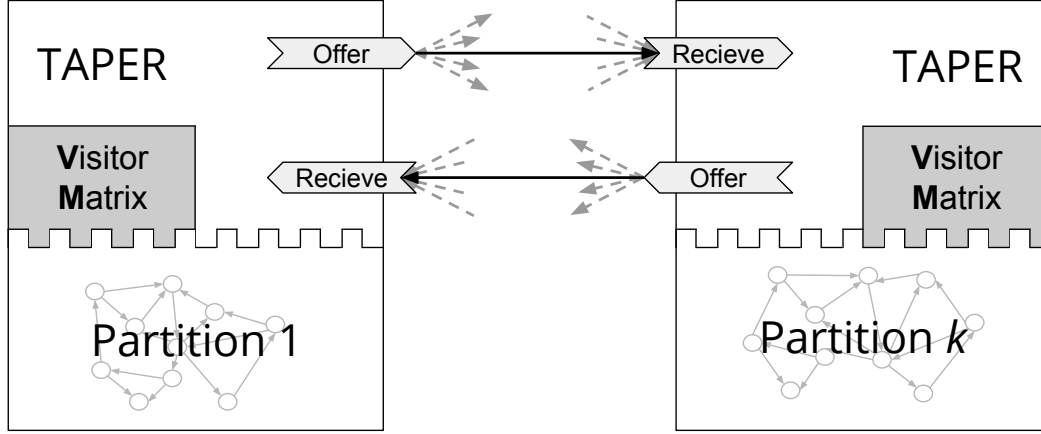 TAPER
Offer
Recieve
TAPER
Visitor
Matrix
Recieve
Offer
Visitor
Matrix
Partition 1
Partition k